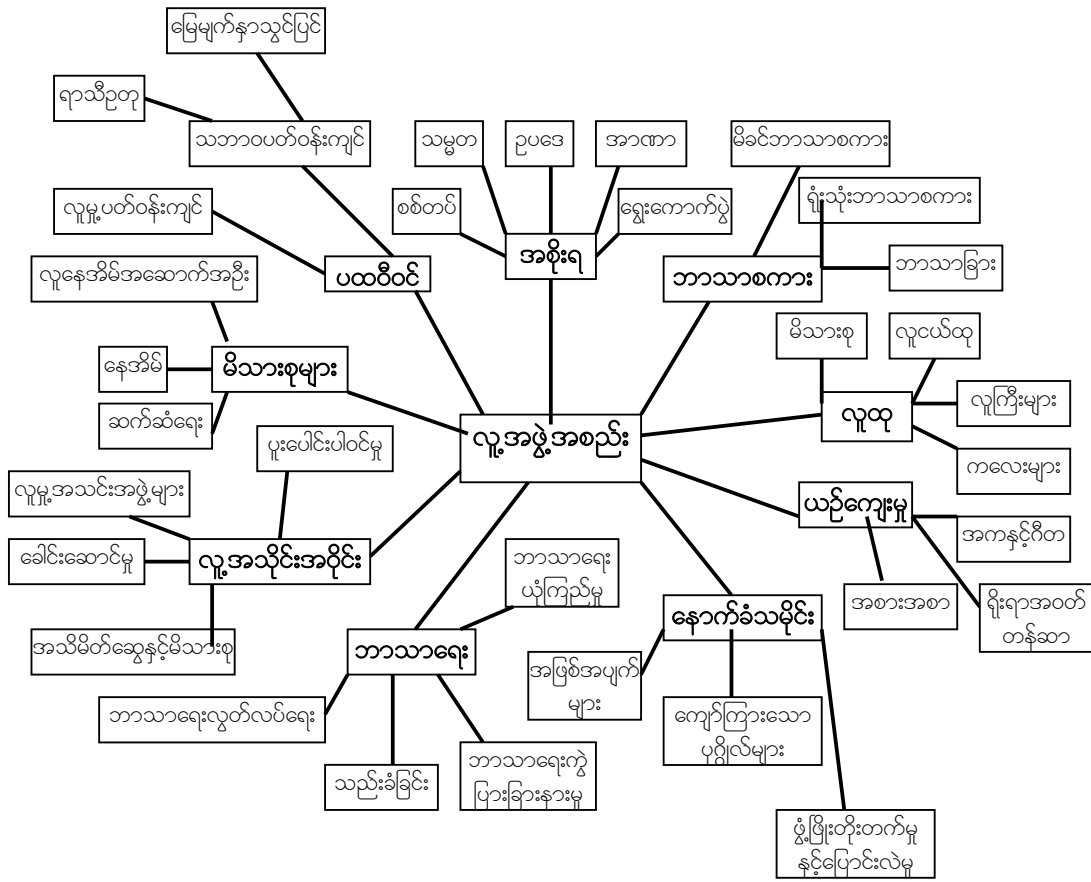 မြေမျက်နှာသွင်ပြင်
ရာသီဥတု
သဘာဝပတ်ဝန်းကျင်
သမ္မတ
ဥပဒေ
အာဏာ
မိခင်ဘာသာစကား
လူမှု့ပတ်ဝန်းကျင်
စစ်တပ်
ရွေးကောက်ပွဲ
ရုံးသုံးဘာသာစကား
အစိုးရ
လူနေအိမ်အဆောက်အဦး
ပထဝီဝင်
ဘာသာစကား
ဘာသာခြား
မိသားစု
လူငယ်ထု
နေအိမ်
မိသားစုများ
လူကြီးများ
ဆက်ဆံရေး
လူထု
ပူးပေါင်းပါဝင်မှု
လူ့အဖွဲ့အစည်း
ကလေးများ
လူမှု့အသင်းအဖွဲ့များ
ယဉ်ကျေးမှု
အကနှင့်ဂီတ
ခေါင်းဆောင်မှု
လူ့အသိုင်းအဝိုင်း
ဘာသာရေး
ယုံကြည်မှု
အစားအစာ
ရိုးရာအဝတ်
တန်ဆာ
နောက်ခံသမိုင်း
အသိမိတ်ဆွေနှင့်မိသားစု
ဘာသာရေး
အဖြစ်အပျက်
များ
ဘာသာရေးလွတ်လပ်ရေး
ကျော်ကြားသော
ပုဂ္ဂိုလ်များ
သည်းခံခြင်း
ဘာသာရေးကွဲ
ပြားခြားနားမှု
ဖွံ့ဖြိုးတိုးတက်မှု
နှင့်ပြောင်းလဲမှု